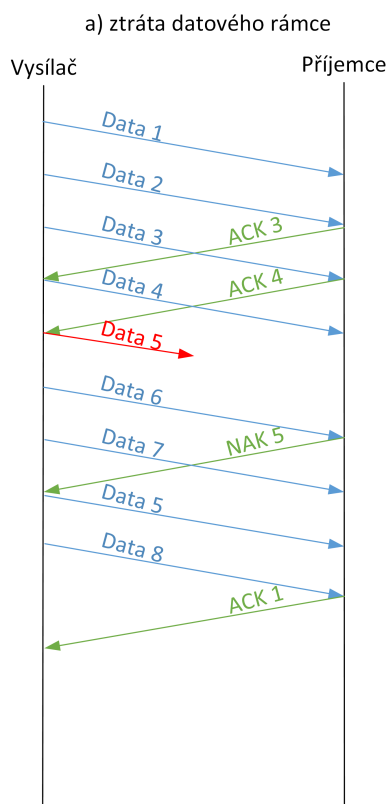 a) ztráta datového rámce
Vysílač
Příjemce
Data 1
Data 2
Data 3
ACK 3
Data 4
ACK 4
Data 5
Data 6
Data 7
NAK 5
Data 5
Data 8
ACK 1